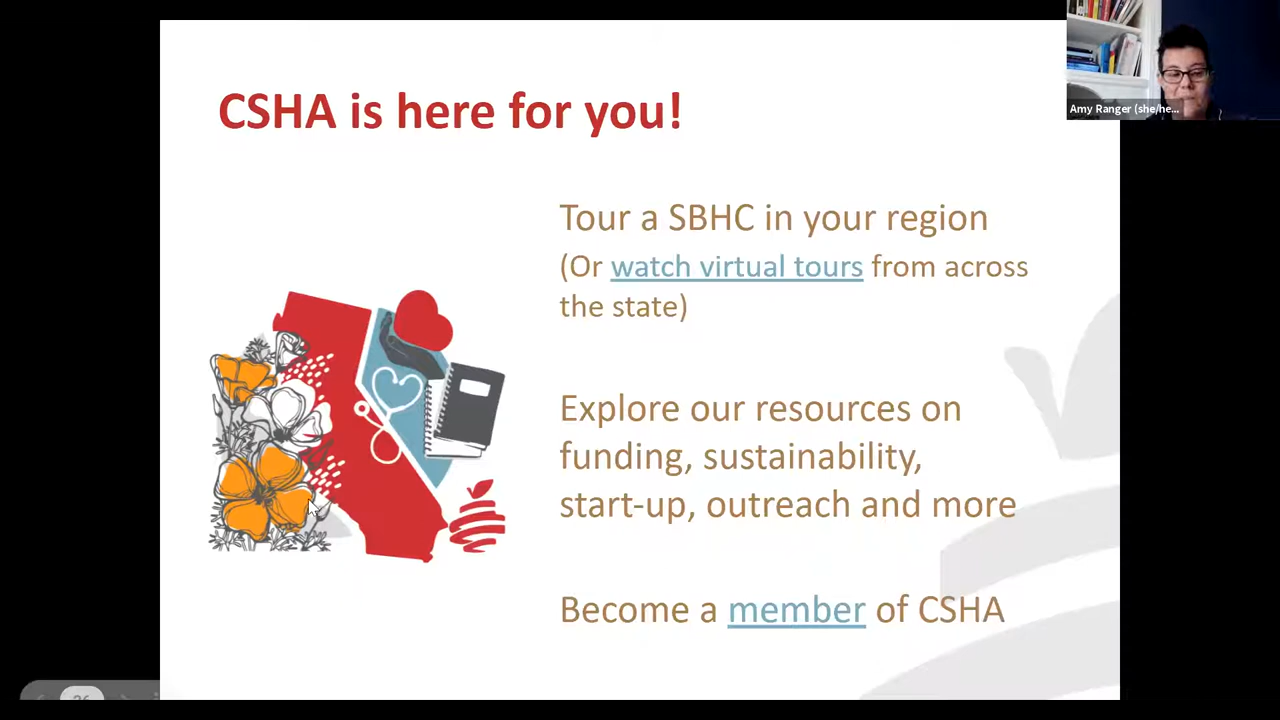 Amy Ranger (she/he...
CSHA is here for you!
Tour a SBHC in your region
(Or watch virtual tours from across
the state)
Explore our resources on
funding, sustainability,
start-up, outreach and more
Become a member of CSHA